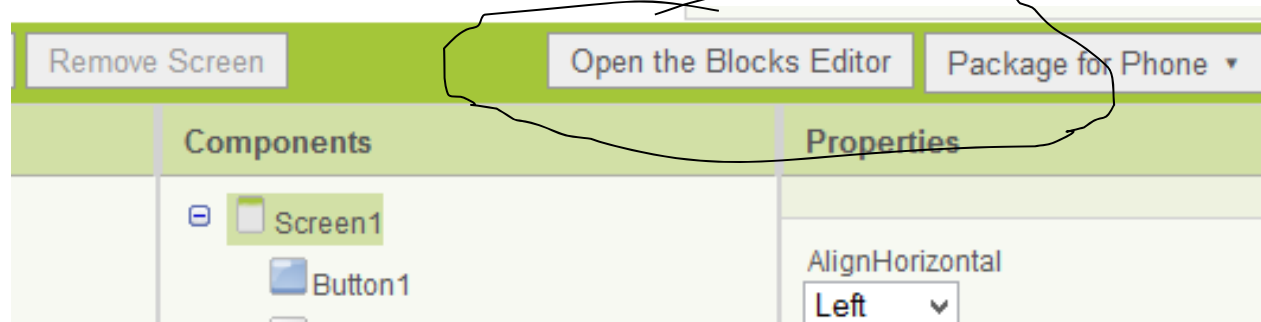 Remove Screen
Open the Blocks Editor
Package for Phone
Components
Properties
Screen1
Button1
AlignHorizontal
Left